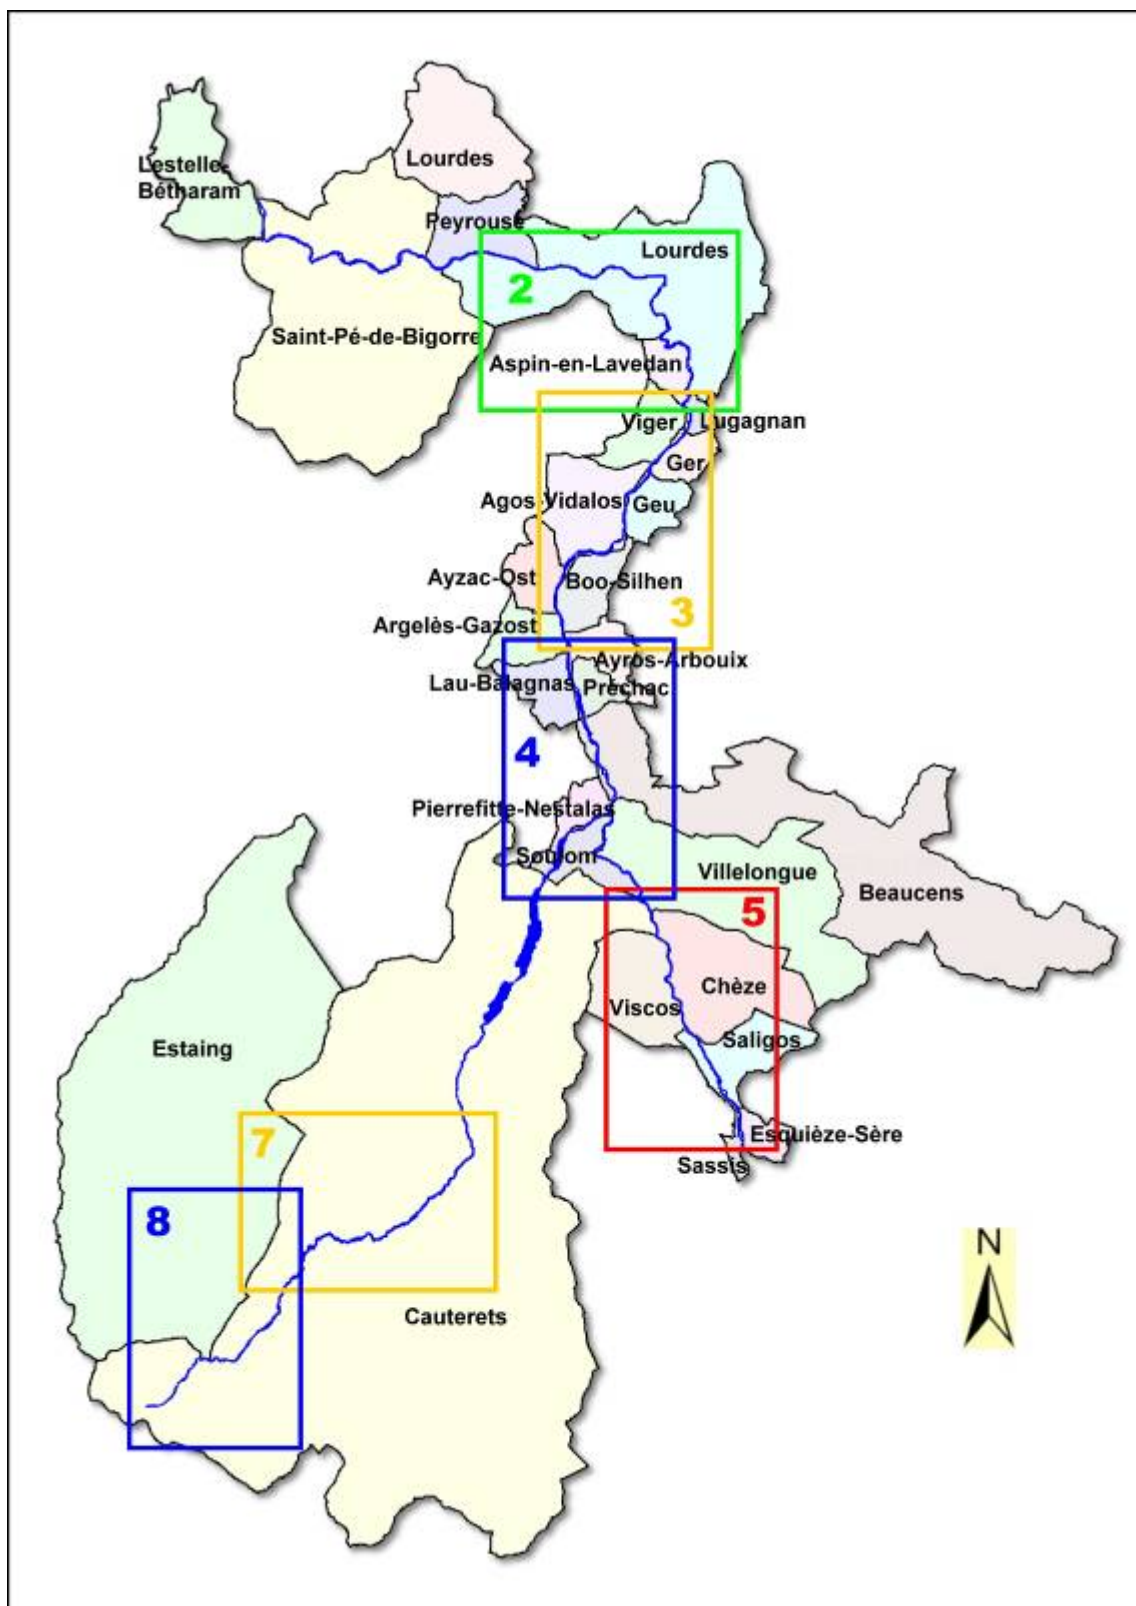 Lourdes
Lestelle-
Bétharam
Peyrouse
Lourdes
2
Saint-Pé-de-Bigorre
Aspin-en-Lavedan
Viger
Lugagnan
Ger
Agos-Vidalos
Geu
Ayzac-Ost
Boo-Silhen
3
Argelès-Gazost
Ayros-Arbouix
Lau-Balagnas
Préchac
4
Pierrefitte-Nestalas
Soulom
Villelongue
Beaucens
5
Chèze
Viscos
Saligos
Estaing
Esquièze-Sère
7
Sassis
8
N
Cauterets